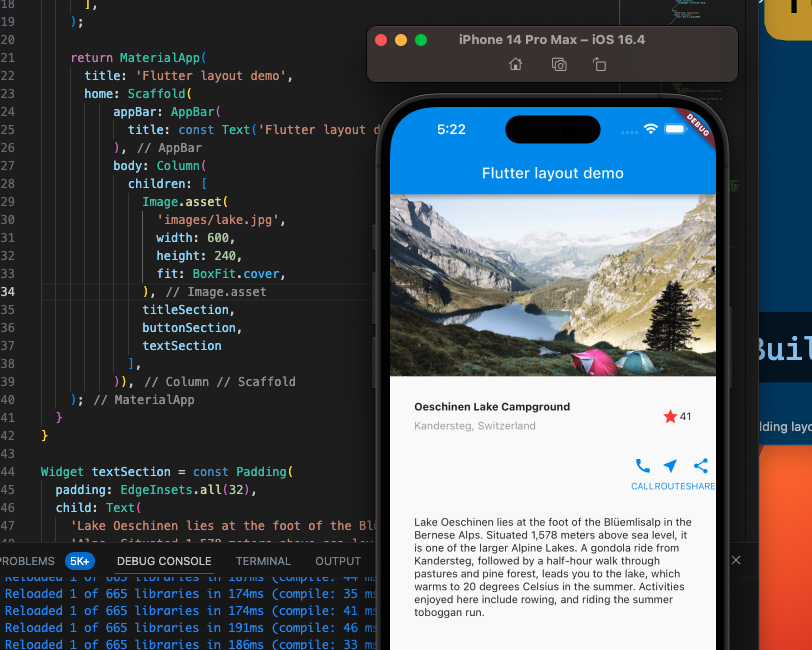 18 ],
19 );
20
21 return MaterialApp(
22 title: 'Flutter layout demo',
23 home: Scaffold(
24 appBar: AppBar(
25 title: const Text('Flutter layout d
26 ), // AppBar
27 body: Column(
28 children: [
29 Image.asset(
30 'images/lake.jpg',
31 width: 600,
32 height: 240,
33 fit: BoxFit.cover,
34 ), // Image.asset
35 titleSection,
36 buttonSection,
37 textSection
38 ],
39 )), // Column // Scaffold
40 ); // MaterialApp
41 }
42 }
43
44 Widget textSection = const Padding(
45 padding: EdgeInsets.all(32),
46 child: Text(
47 'Lake Oeschinen lies at the foot of the Blü
48 'Alps. Situated 1,578 meters above sea leve
PROBLEMS 5K+ DEBUG CONSOLE TERMINAL OUTPUT
Reloaded 1 of 665 libraries in 187ms (compile: 44 ms
Reloaded 1 of 665 libraries in 174ms (compile: 35 ms
Reloaded 1 of 665 libraries in 174ms (compile: 41 ms
Reloaded 1 of 665 libraries in 191ms (compile: 46 ms
Reloaded 1 of 665 libraries in 186ms (compile: 33 ms
iPhone 14 Pro Max – iOS 16.4
5:22
DEBUG
Flutter layout demo
Oeschinen Lake Campground
Kandersteg, Switzerland
41
CALLROUTESHARE
Lake Oeschinen lies at the foot of the Blüemlisalp in the
Bernese Alps. Situated 1,578 meters above sea level, it
is one of the larger Alpine Lakes. A gondola ride from
Kandersteg, followed by a half-hour walk through
pastures and pine forest, leads you to the lake, which
warms to 20 degrees Celsius in the summer. Activities
enjoyed here include rowing, and riding the summer
toboggan run.
Buil
lding layo